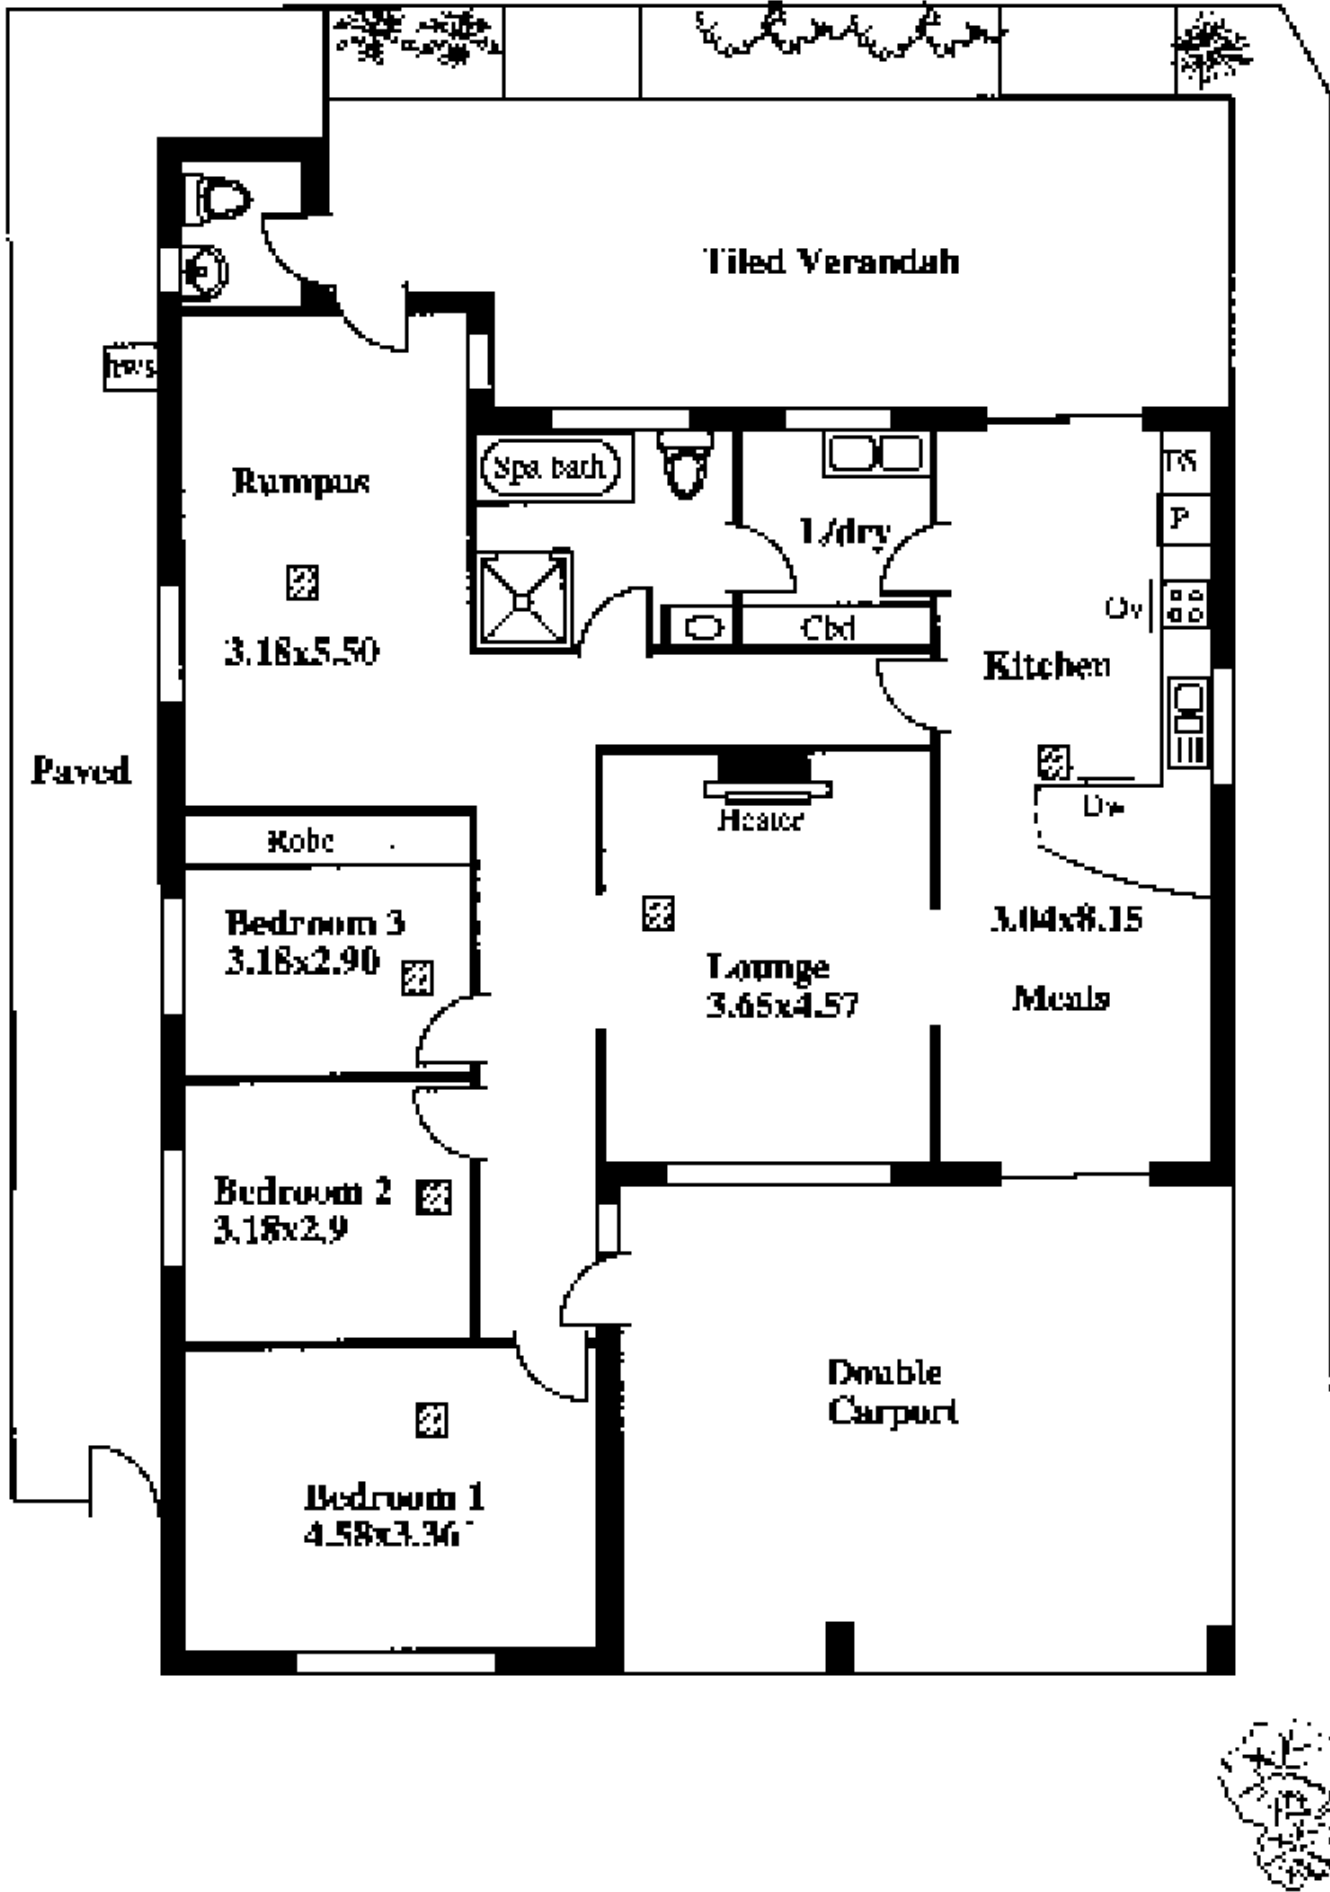 Tiled Verandah
hws
Spa bath
Rumpus
3.18x5.50
L/dry
Cbd
P
Ov
Kitchen
Paved
Heater
Dw
Robe
Bedroom 3
3.18x2.90
3.04x8.15
Lounge
3.65x4.57
Meals
Bedroom 2
3.18x2.9
Double
Carport
Bedroom 1
4.58x3.36